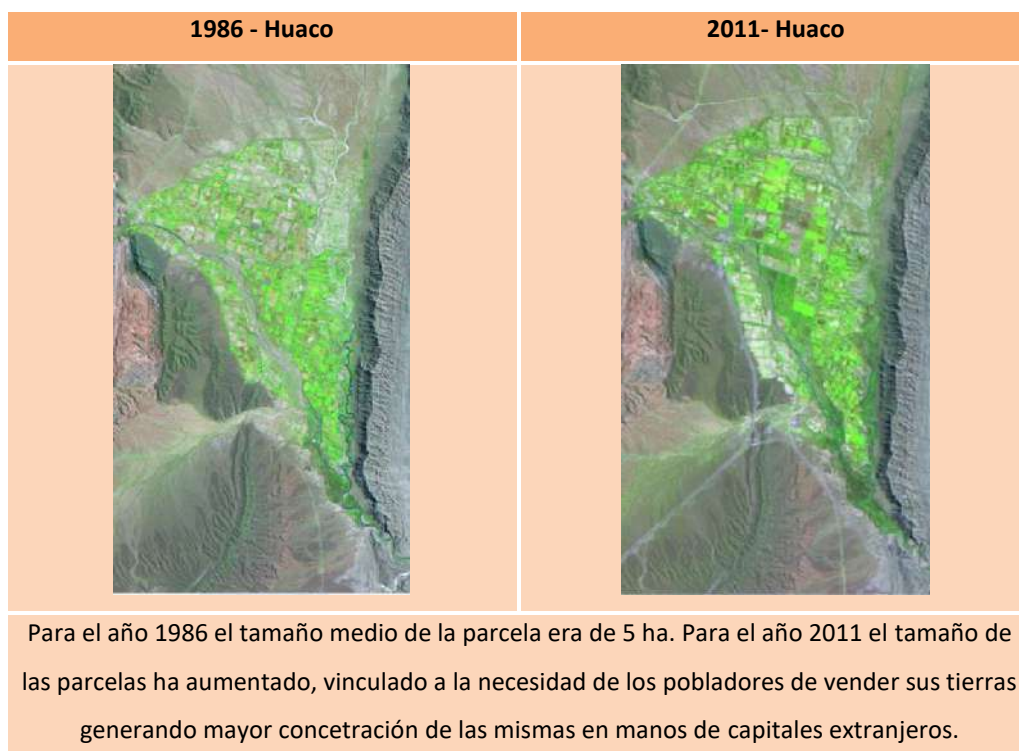 1986 - Huaco
2011- Huaco
Para el año 1986 el tamaño medio de la parcela era de 5 ha. Para el año 2011 el tamaño de
las parcelas ha aumentado, vinculado a la necesidad de los pobladores de vender sus tierras
generando mayor concetración de las mismas en manos de capitales extranjeros.